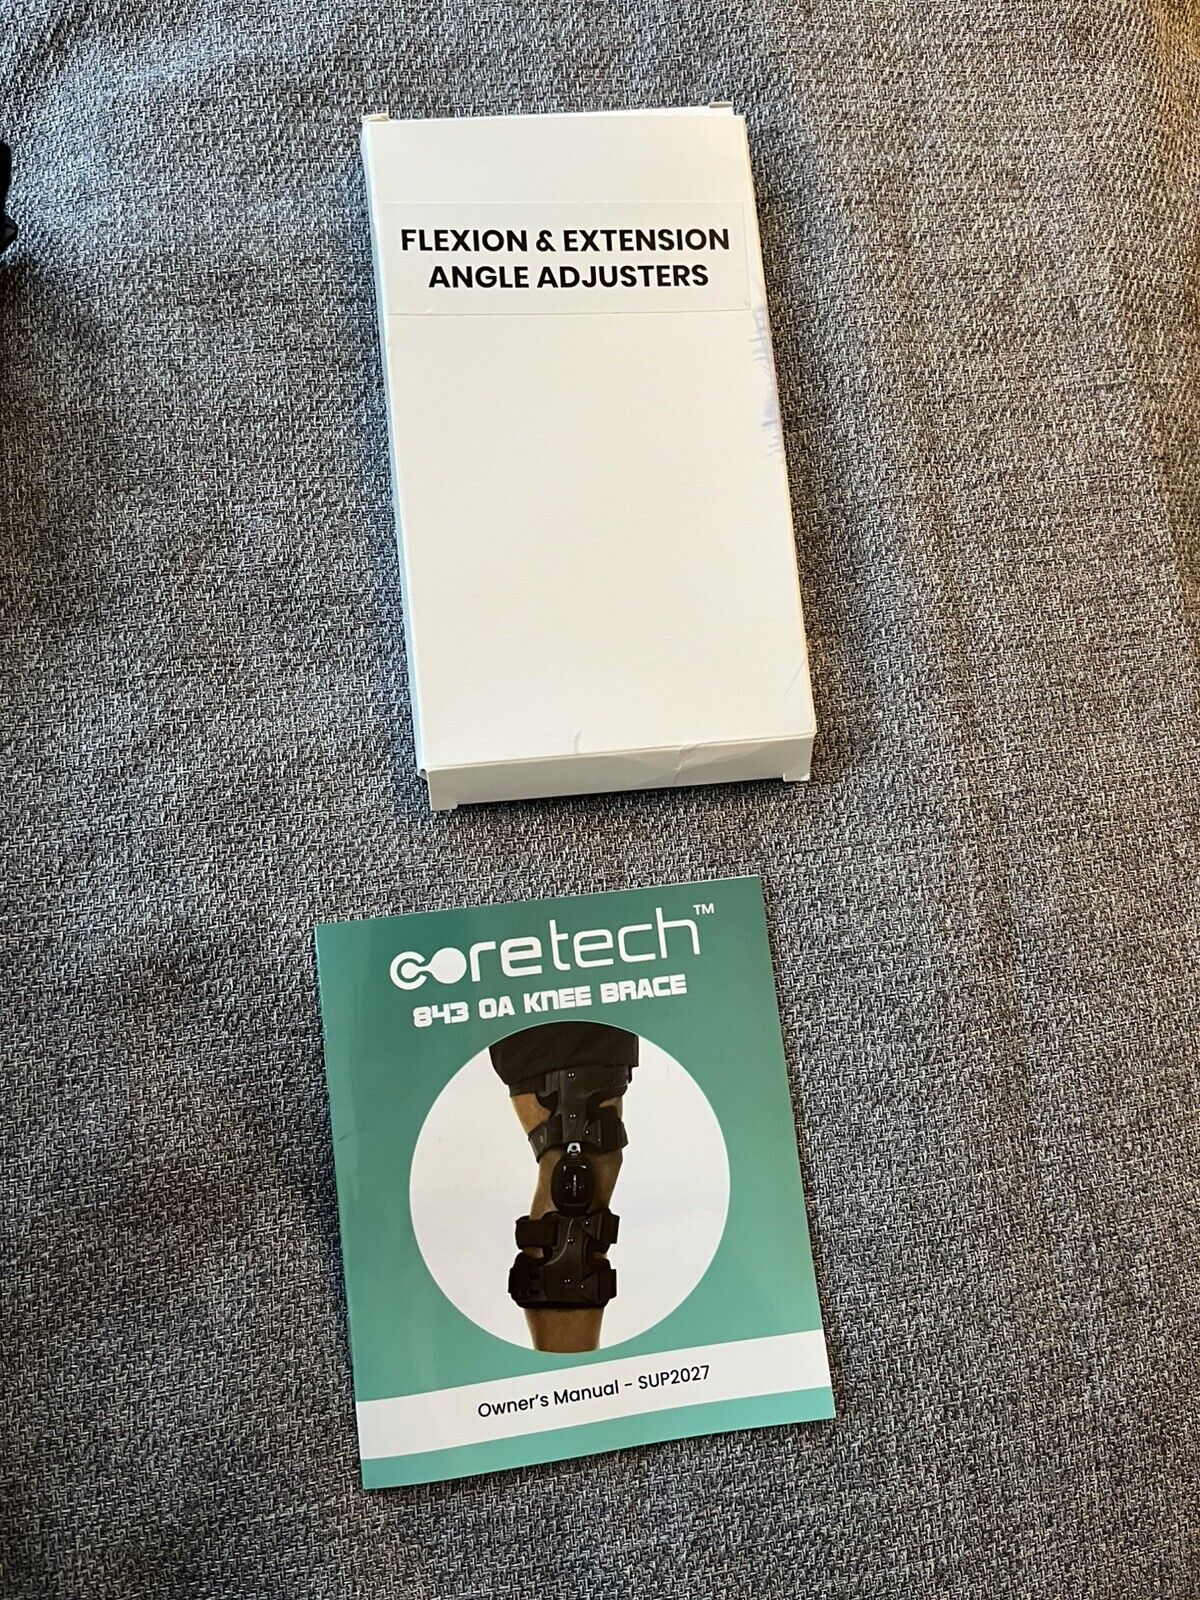 FLEXION & EXTENSION
ANGLE ADJUSTERS
coretech™
843 OA KNEE BRACE
Owner's Manual - SUP2027